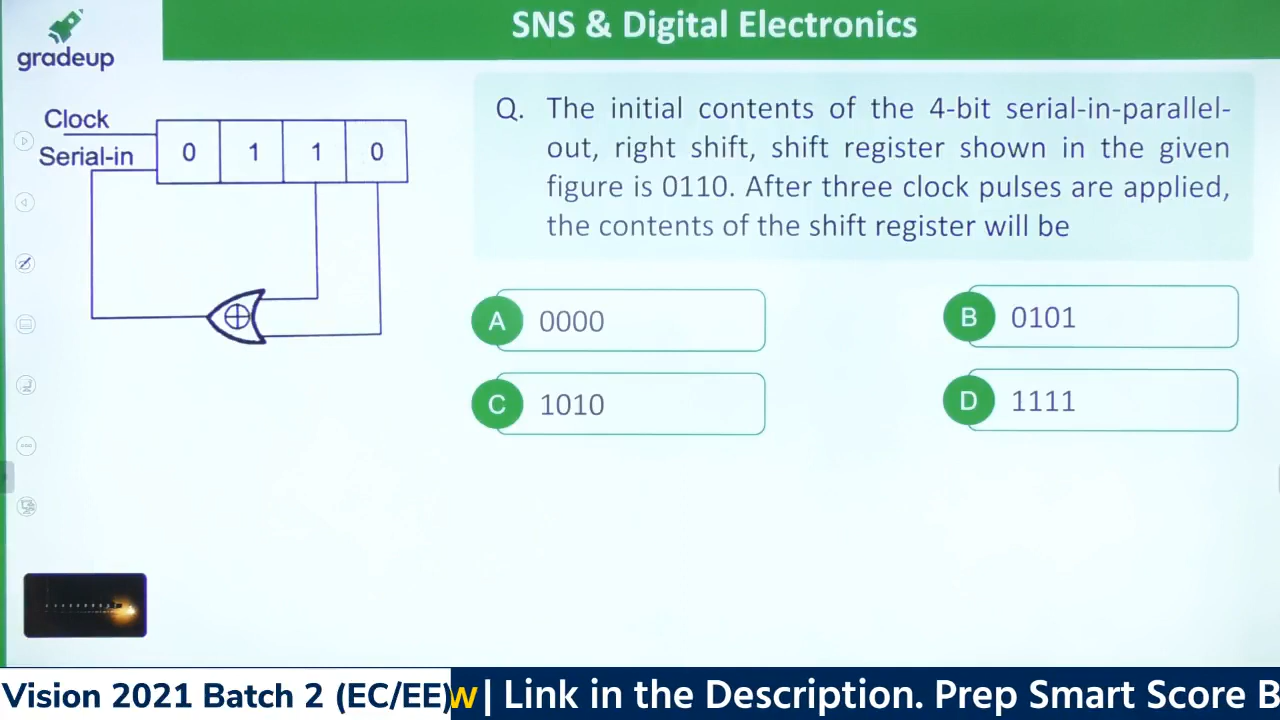 SNS & Digital Electronics
gradeup
Clock
Serial-in
0 1 1 0
Q. The initial contents of the 4-bit serial-in-parallel-
out, right shift, shift register shown in the given
figure is 0110. After three clock pulses are applied,
the contents of the shift register will be
A 0000
B 0101
C 1010
D 1111
Vision 2021 Batch 2 (EC/EE)
w | Link in the Description. Prep Smart Score B